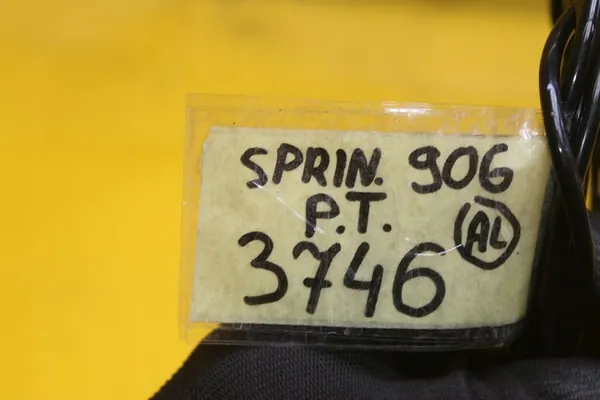 SPRIN. 906
P.T.
AL
3746